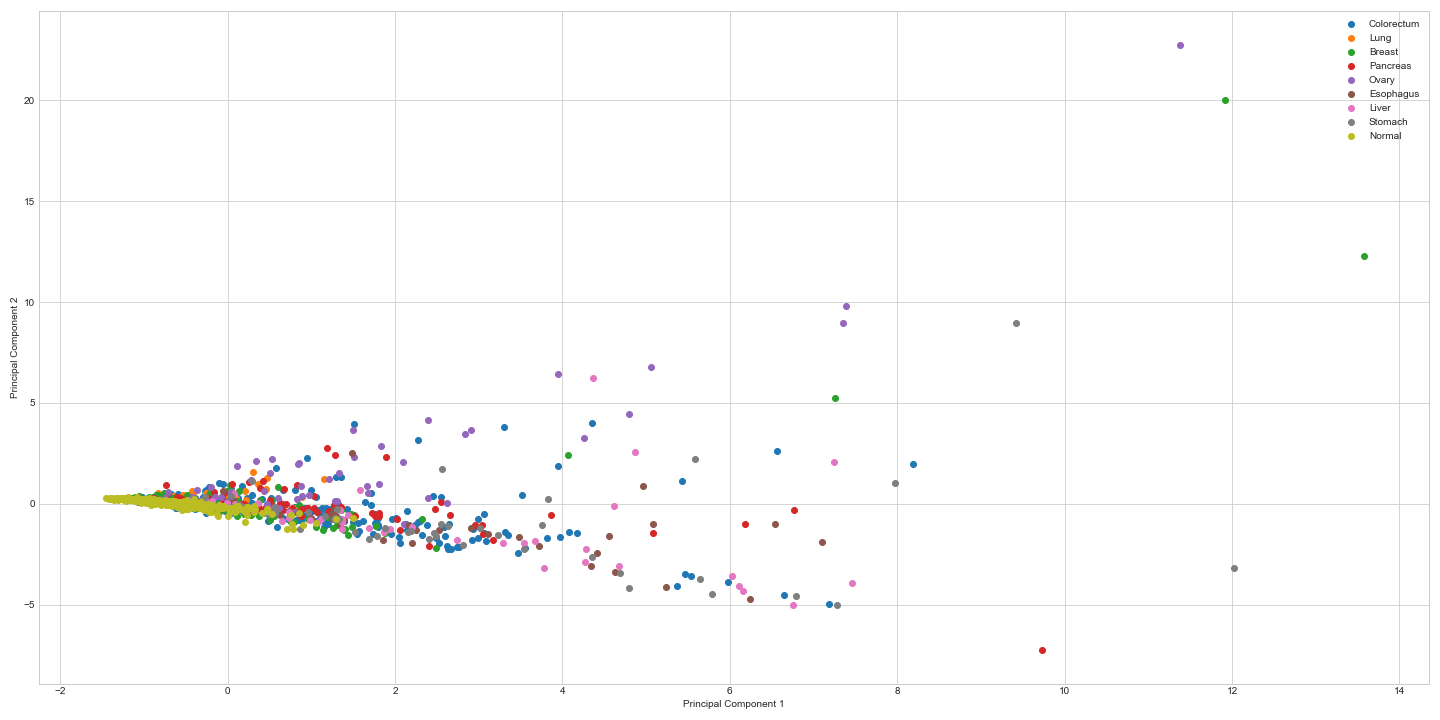 Colorectum
Lung
Breast
Pancreas
Ovary
Esophagus
Liver
Stomach
Normal
20
15
10
5
0
−5
Principal Component 2
−2 0 2 4 6 8 10 12 14
Principal Component 1